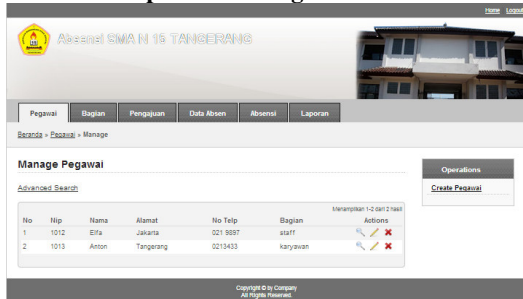 Home Logout
Absensi SMA N 15 TANGERANG
Pegawai Bagian Pengajuan Data Absen Absensi Laporan
Beranda » Pegawai » Manage
Manage Pegawai
Advanced Search
Menampilkan 1-2 dari 2 hasil
No Nip Nama Alamat No Telp Bagian Actions
1 1012 Elfa Jakarta 021 9897 staff
2 1013 Anton Tangerang 0213433 karyawan
Operations
Create Pegawai
Copyright © by Company
All Rights Reserved.